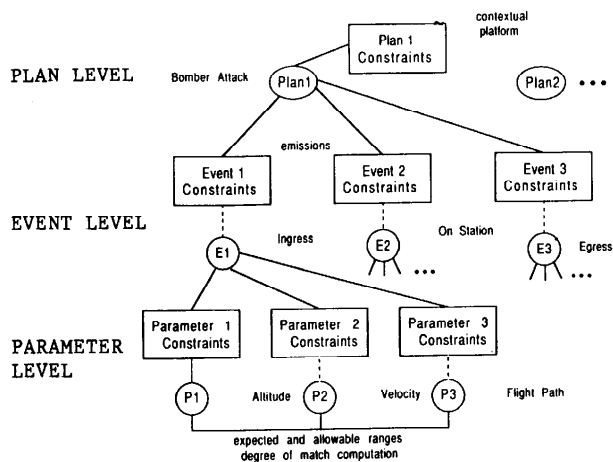 contextual
platform
Plan 1
Constraints
PLAN LEVEL
Bomber Attack
Plan1
Plan2 •••
emissions
Event 1
Constraints
Event 2
Constraints
Event 3
Constraints
EVENT LEVEL
E1
Ingress
E2
•••
On Station
E3
•••
Egress
Parameter 1
Constraints
Parameter 2
Constraints
Parameter 3
Constraints
PARAMETER
LEVEL
P1
Altitude
P2
Velocity
P3
Flight Path
expected and allowable ranges
degree of match computation